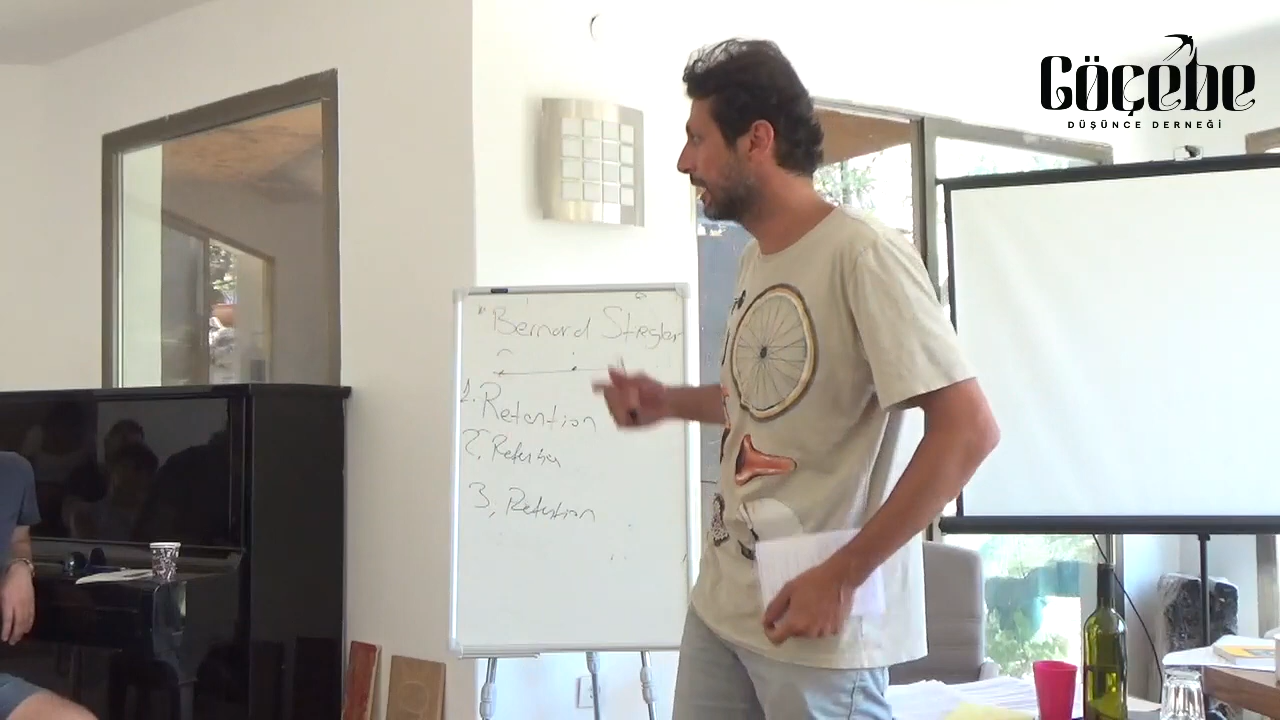 Göçebe
DÜŞÜNCE DERNEĞİ
"Bernard Stiegler
1. Retention
2. Retention
3, Retention